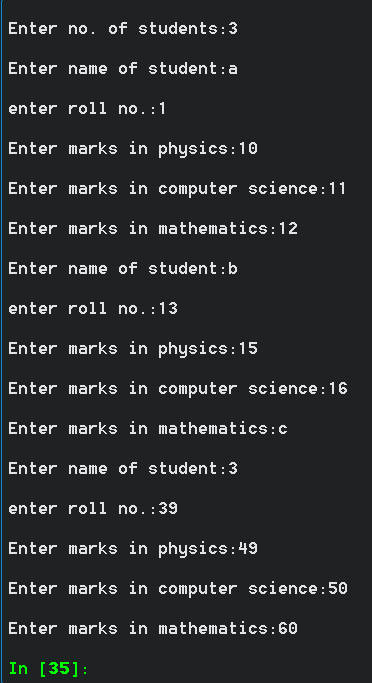 Enter no. of students:3
Enter name of student:a
enter roll no.:1
Enter marks in physics:10
Enter marks in computer science:11
Enter marks in mathematics:12
Enter name of student:b
enter roll no.:13
Enter marks in physics:15
Enter marks in computer science:16
Enter marks in mathematics:c
Enter name of student:3
enter roll no.:39
Enter marks in physics:49
Enter marks in computer science:50
Enter marks in mathematics:60
In [35]: